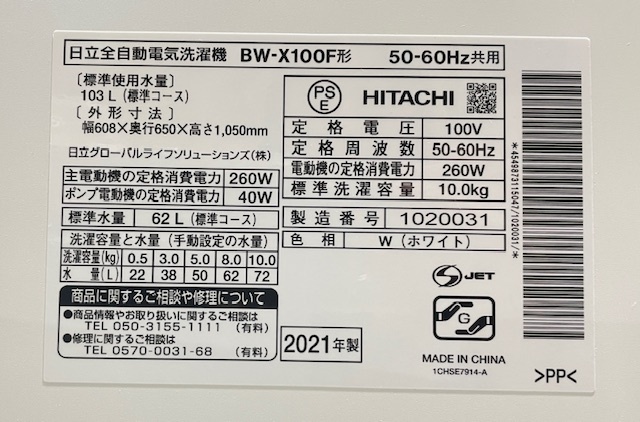 日立全自動電気洗濯機 BW-X100F形 50-60Hz共用
〔標準使用水量〕
103 L (標準コース)
〔外形寸法〕
幅608×奥行650×高さ1,050mm
日立グローバルライフソリューションズ(株)
主電動機の定格消費電力 260W
ポンプ電動機の定格消費電力 40W
標準水量 62 L (標準コース)
洗濯容量と水量 (手動設定の水量)
洗濯容量(kg) 0.5 3.0 5.0 8.0 10.0
水量(L) 22 38 50 62 72
商品に関するご相談や修理について
●商品情報やお取り扱いに関するご相談
TEL 050-3155-1111 (有料)
●修理に関するご相談
TEL 0570-0031-68 (有料)
PS
E
HITACHI
定格電圧 100V
定格周波数 50-60Hz
電動機の定格消費電力 260W
標準洗濯容量 10.0kg
製造番号 1020031
色相 W (ホワイト)
2021年製
S JET
G
MADE IN CHINA
1CHSE7914-A
*4549873115047/1020031/*
>PP<